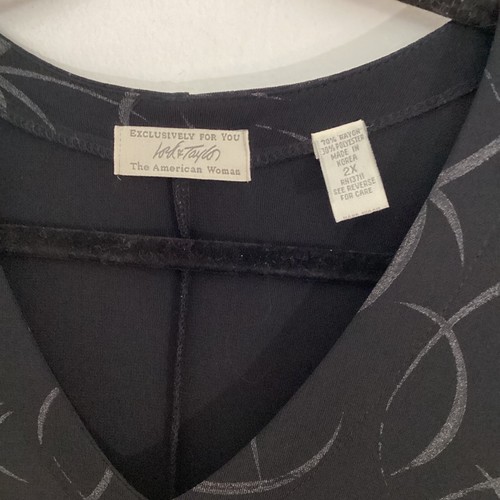 EXCLUSIVELY FOR YOU
Lord & Taylor
The American Woman
70% RAYON
30% POLYESTER
MADE IN
KOREA
2X
RN13711
SEE REVERSE
FOR CARE